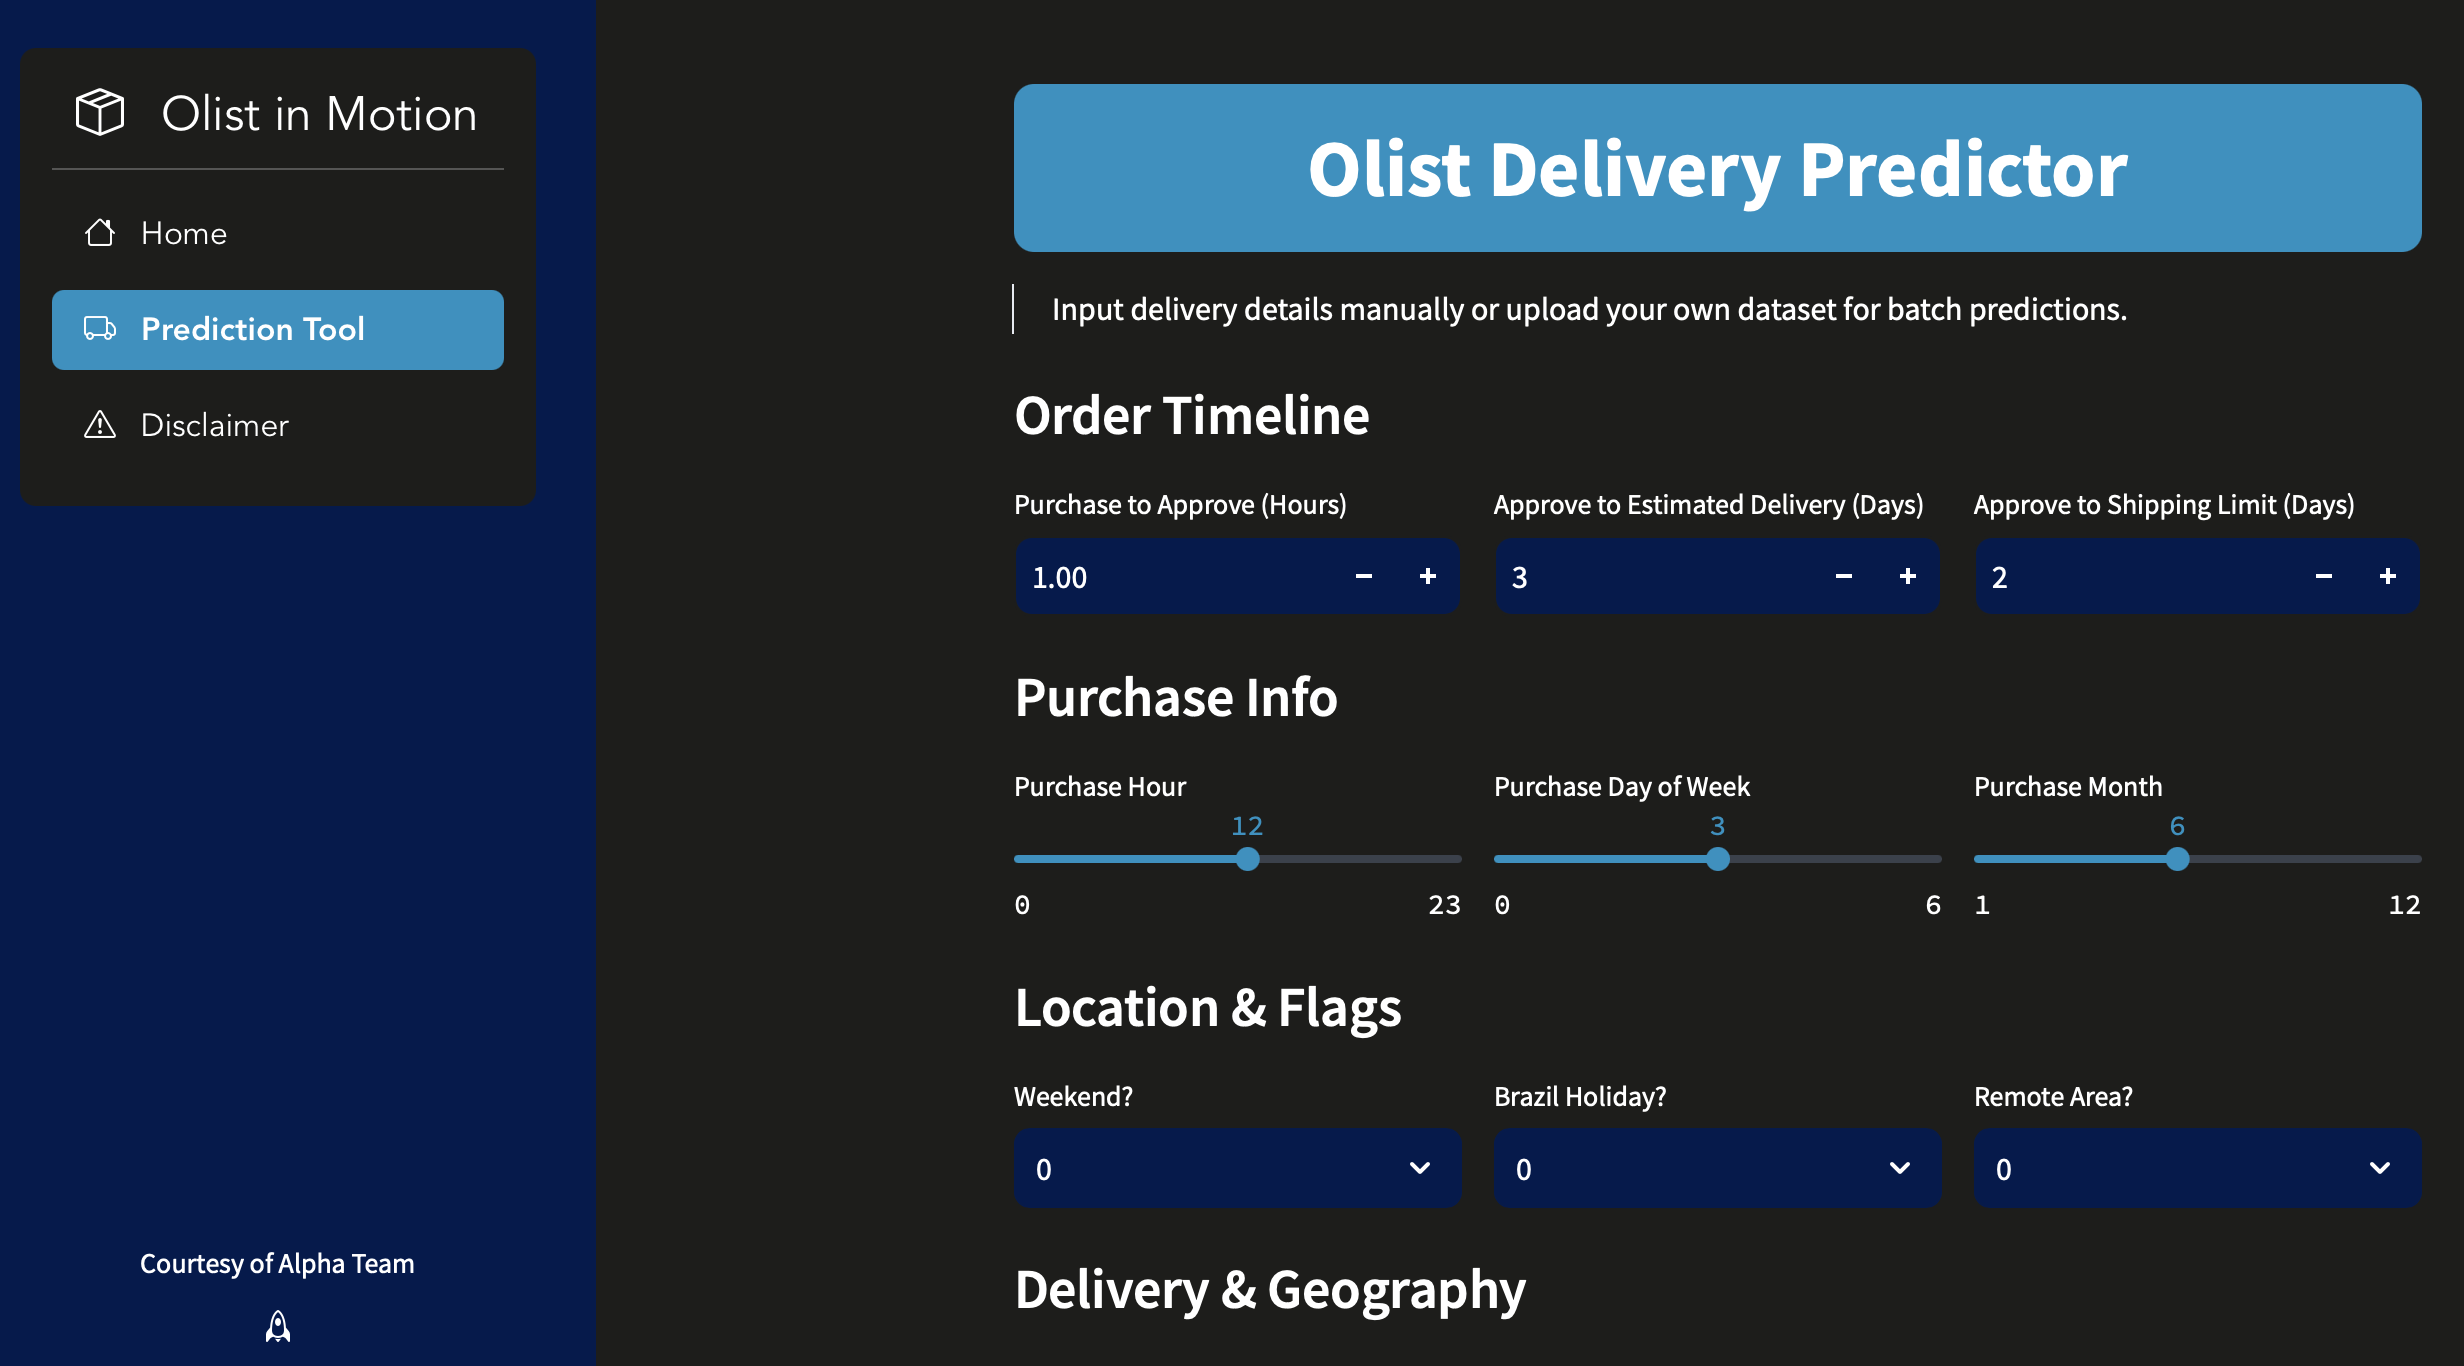 Olist in Motion
Home
Prediction Tool
Disclaimer
Courtesy of Alpha Team
Olist Delivery Predictor
Input delivery details manually or upload your own dataset for batch predictions.
Order Timeline
Purchase to Approve (Hours)
1.00
Approve to Estimated Delivery (Days)
3
Approve to Shipping Limit (Days)
2
Purchase Info
Purchase Hour
12
0 23
Purchase Day of Week
3
0 6
Purchase Month
6
1 12
Location & Flags
Weekend?
0
Brazil Holiday?
0
Remote Area?
0
Delivery & Geography